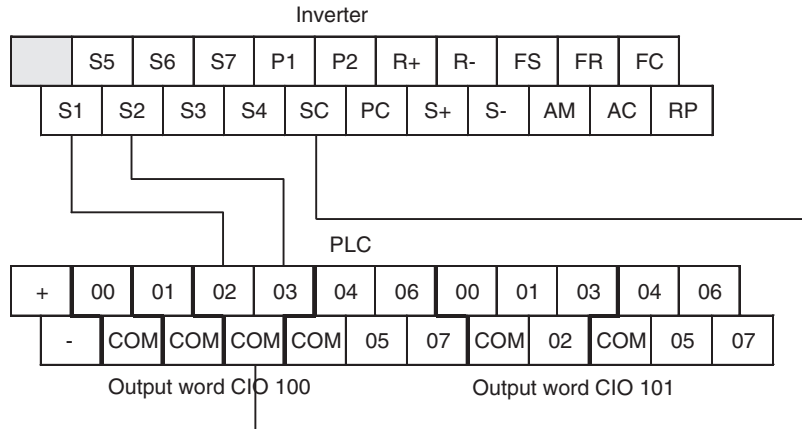 Inverter
S5 S6 S7 P1 P2 R+ R- FS FR FC
S1 S2 S3 S4 SC PC S+ S- AM AC RP
PLC
+ 00 01 02 03 04 06 00 01 03 04 06
- COM COM COM COM 05 07 COM 02 COM 05 07
Output word CIO 100 Output word CIO 101